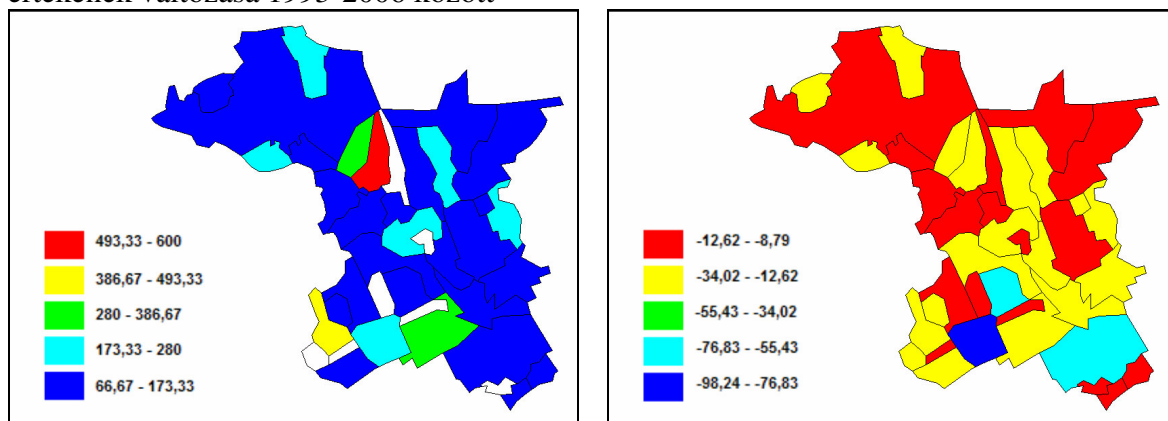 értékének változása 1995-2006 között
493,33 - 600
386,67 - 493,33
280 - 386,67
173,33 - 280
66,67 - 173,33
-12,62 - -8,79
-34,02 - -12,62
-55,43 - -34,02
-76,83 - -55,43
-98,24 - -76,83